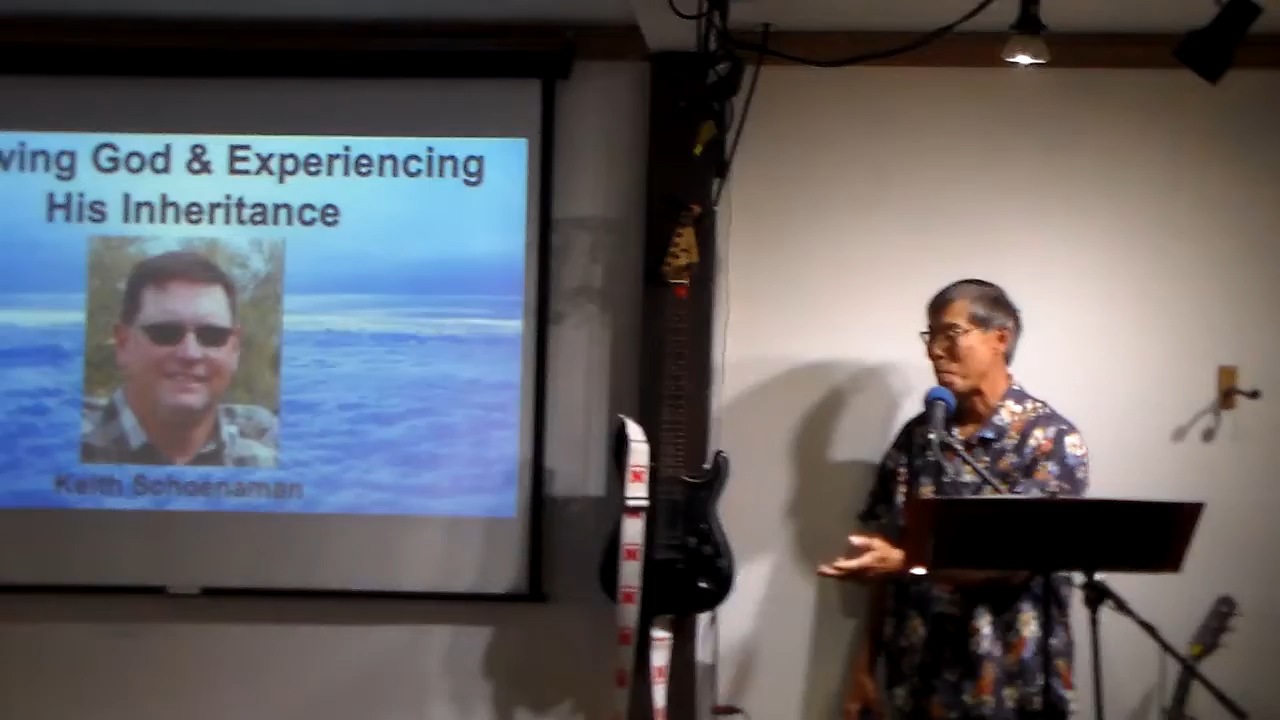 ving God & Experiencing
His Inheritance
Keith Schoenaman
N
N
N